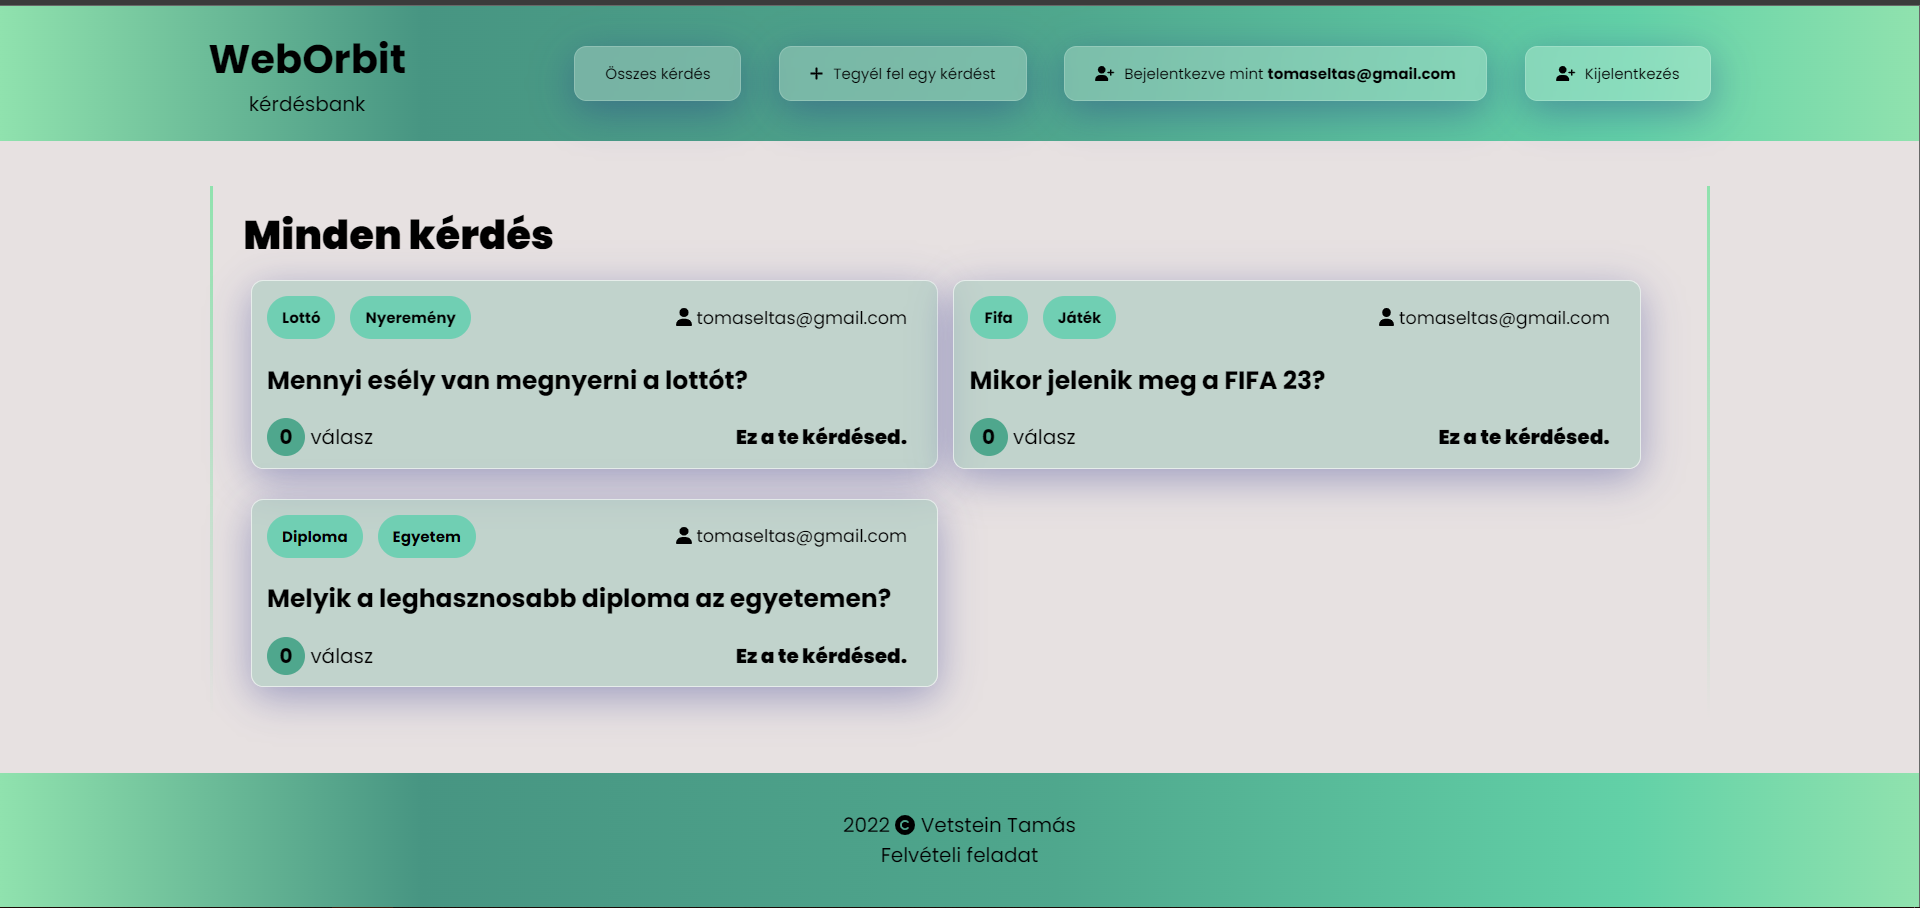 WebOrbit
kérdésbank
Összes kérdés
Tegyél fel egy kérdést
Bejelentkezve mint tomaseltas@gmail.com
Kijelentkezés
Minden kérdés
Lottó Nyeremény tomaseltas@gmail.com
Mennyi esély van megnyerni a lottót?
0 válasz Ez a te kérdésed.
Fifa Játék tomaseltas@gmail.com
Mikor jelenik meg a FIFA 23?
0 válasz Ez a te kérdésed.
Diploma Egyetem tomaseltas@gmail.com
Melyik a leghasznosabb diploma az egyetemen?
0 válasz Ez a te kérdésed.
2022 © Vetstein Tamás
Felvételi feladat